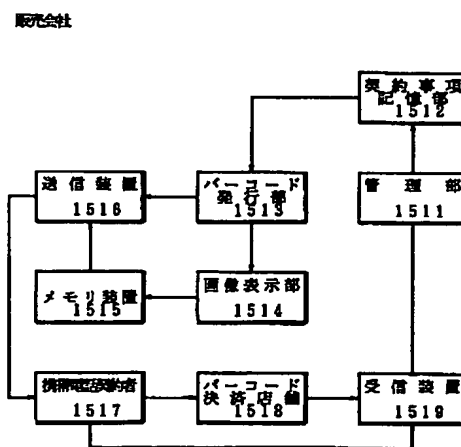 販売会社
契約事項
記憶部
1512
送信装置
1516
バーコード
発行部
1513
管理部
1511
メモリ装置
1515
画像表示部
1514
携帯電話契約者
1517
バーコード
決済店舗
1518
受信装置
1519